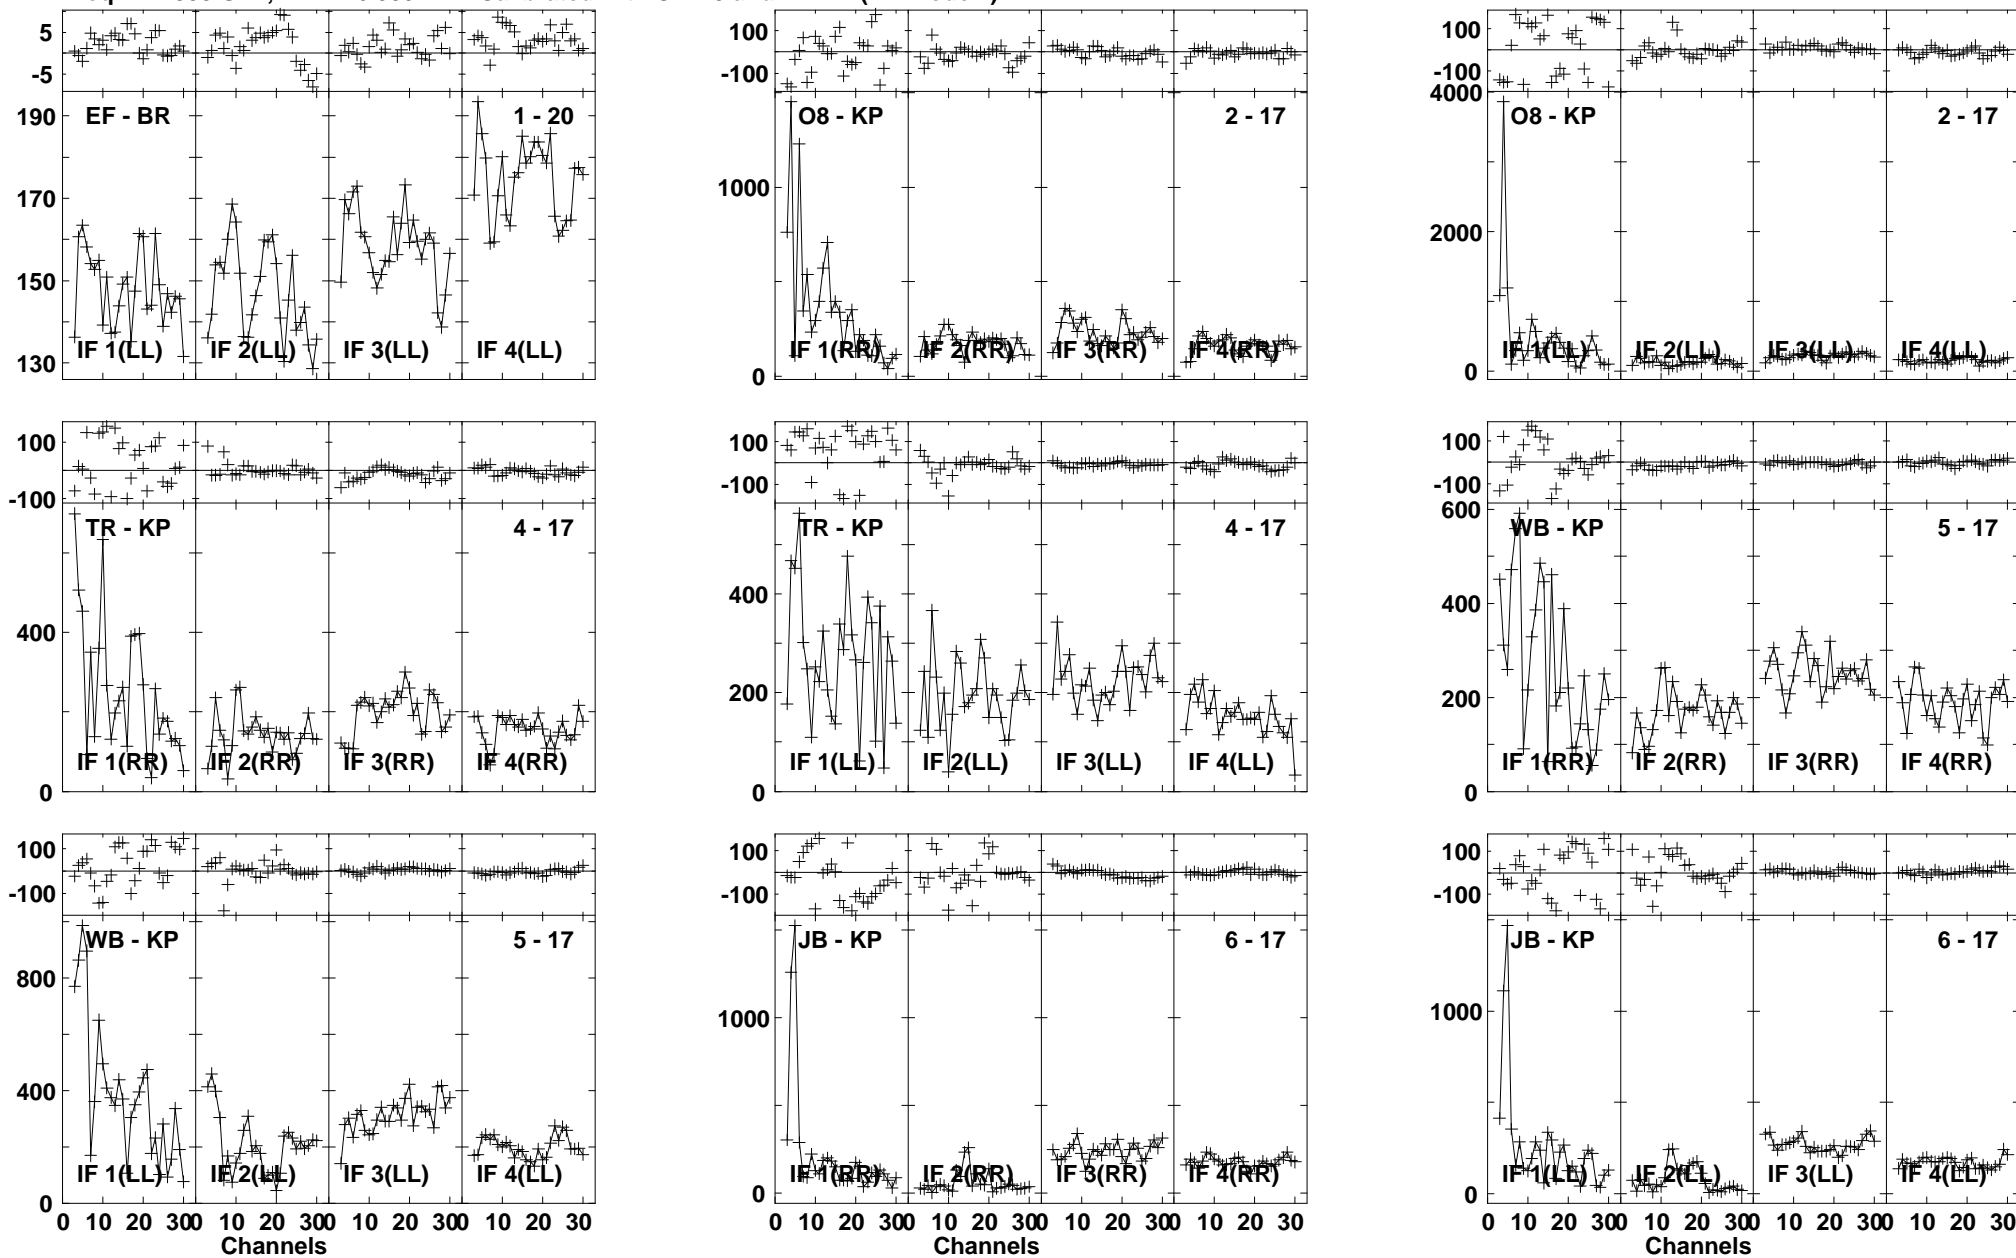 5
-5
190
170
150
130
EF - BR
1 - 20
IF 1(LL)
IF 2(LL)
IF 3(LL)
IF 4(LL)
100
-100
1000
0
O8 - KP
2 - 17
IF 1(RR)
IF 2(RR)
IF 3(RR)
IF 4(RR)
100
-100
4000
2000
0
O8 - KP
2 - 17
IF 1(LL)
IF 2(LL)
IF 3(LL)
IF 4(LL)
100
-100
400
0
TR - KP
4 - 17
IF 1(RR)
IF 2(RR)
IF 3(RR)
IF 4(RR)
100
-100
400
200
0
TR - KP
4 - 17
IF 1(LL)
IF 2(LL)
IF 3(LL)
IF 4(LL)
100
-100
600
400
200
0
WB - KP
5 - 17
IF 1(RR)
IF 2(RR)
IF 3(RR)
IF 4(RR)
100
-100
800
400
0
WB - KP
5 - 17
IF 1(LL)
IF 2(LL)
IF 3(LL)
IF 4(LL)
0 10 20 30 0 10 20 30 0 10 20 30 0 10 20 30
Channels
100
-100
1000
0
JB - KP
6 - 17
IF 1(RR)
IF 2(RR)
IF 3(RR)
IF 4(RR)
0 10 20 30 0 10 20 30 0 10 20 30 0 10 20 30
Channels
100
-100
1000
0
JB - KP
6 - 17
IF 1(LL)
IF 2(LL)
IF 3(LL)
IF 4(LL)
0 10 20 30 0 10 20 30 0 10 20 30 0 10 20 30
Channels